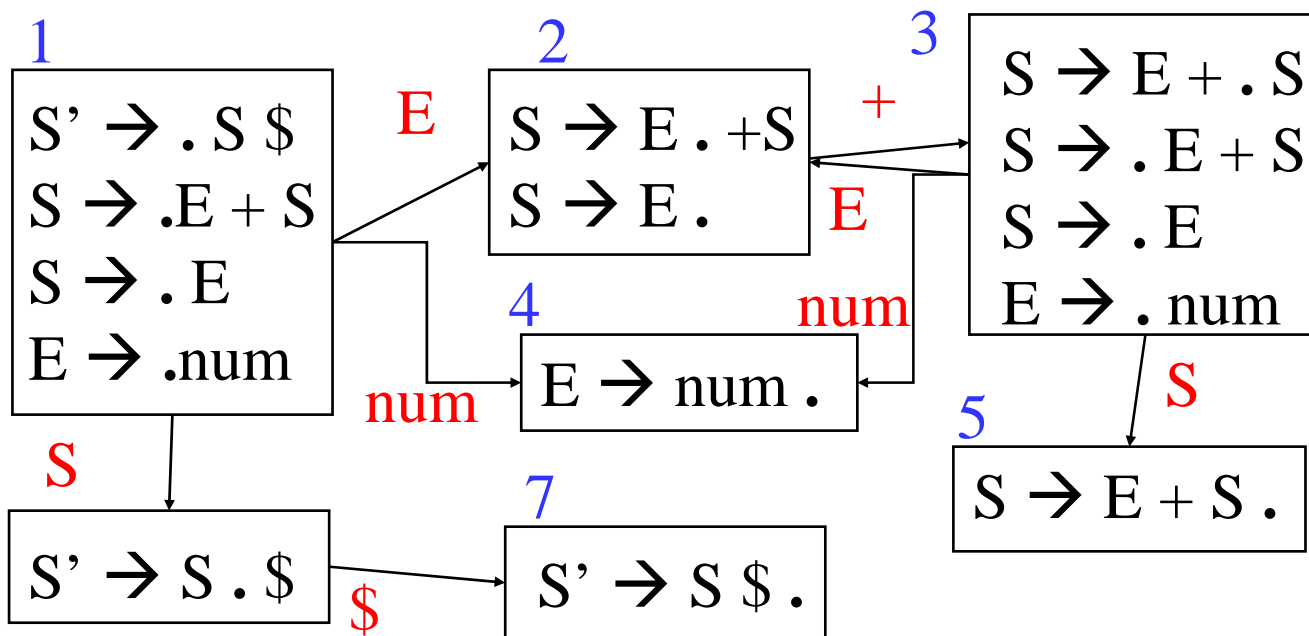 1
S’ → . S $
S → .E + S
S → . E
E → .num
E
num
S
2
S → E . +S
S → E .
+
E
3
S → E + . S
S → . E + S
S → . E
E → . num
num
S
4
E → num .
5
S → E + S .
S’ → S . $
$
7
S’ → S $ .